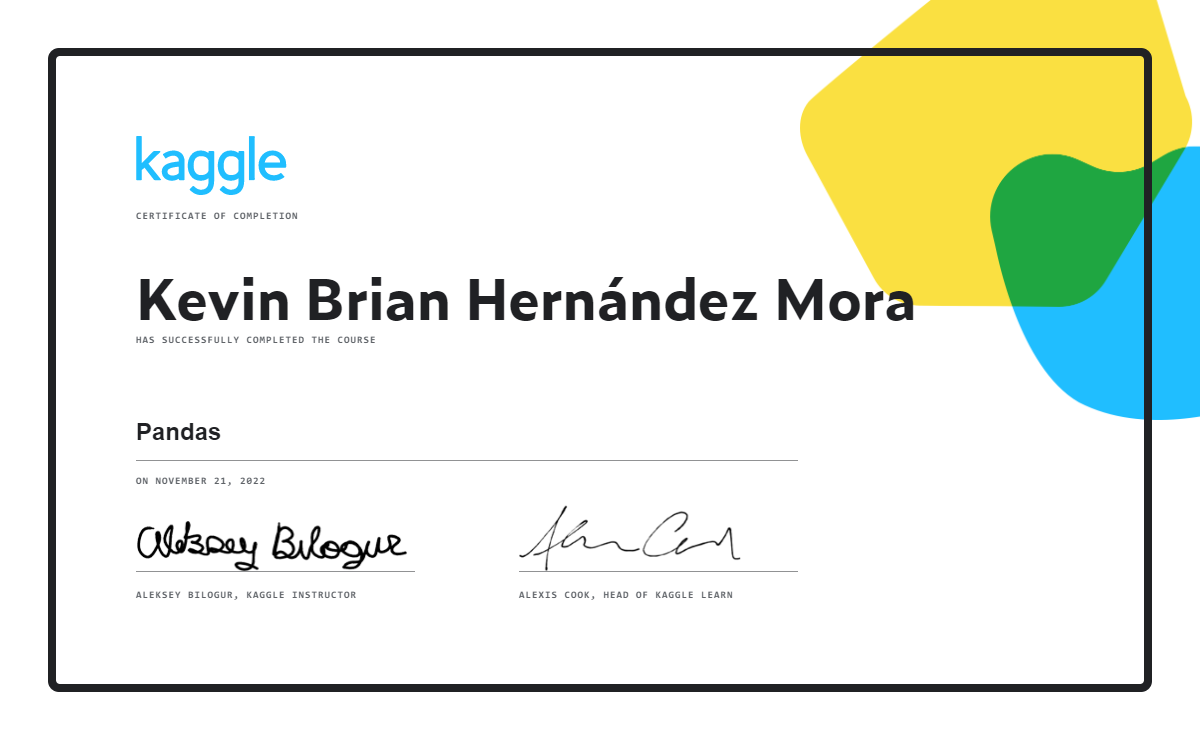 kaggle
CERTIFICATE OF COMPLETION
Kevin Brian Hernández Mora
HAS SUCCESSFULLY COMPLETED THE COURSE
Pandas
ON NOVEMBER 21, 2022
Aleksey Bilogur
ALEKSEY BILOGUR, KAGGLE INSTRUCTOR
ALEXIS COOK, HEAD OF KAGGLE LEARN